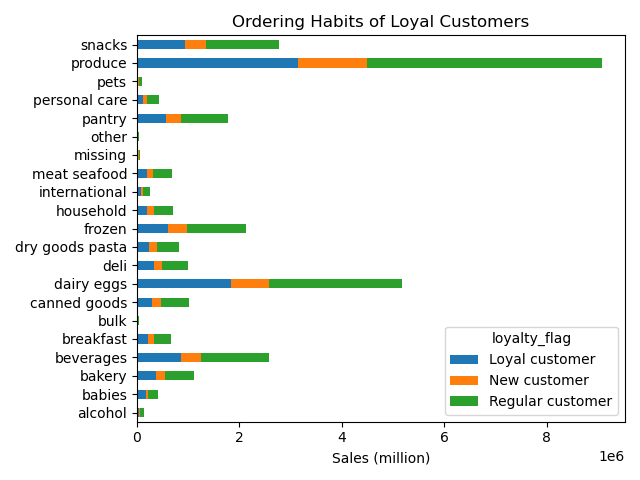 Ordering Habits of Loyal Customers
snacks
produce
pets
personal care
pantry
other
missing
meat seafood
international
household
frozen
dry goods pasta
deli
dairy eggs
canned goods
bulk
breakfast
beverages
bakery
babies
alcohol
loyalty_flag
Loyal customer
New customer
Regular customer
0 2 4 6 8
1e6
Sales (million)